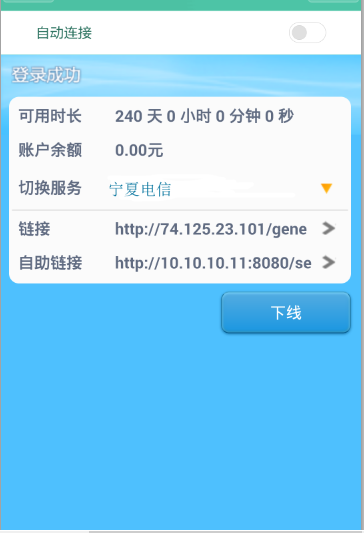 自动连接
登录成功
可用时长 240 天 0 小时 0 分钟 0 秒
账户余额 0.00元
切换服务 宁夏电信
链接 http://74.125.23.101/gene
自助链接 http://10.10.10.11:8080/se
下线